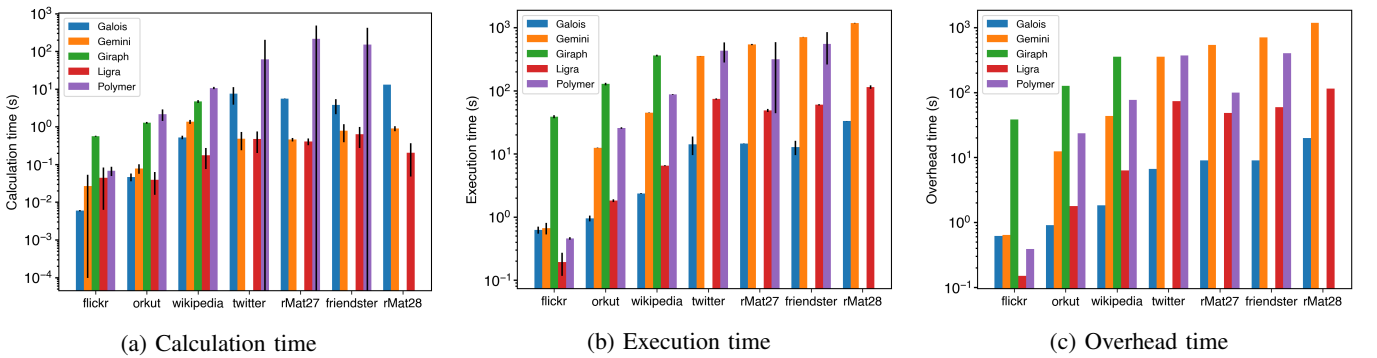 10³
10²
10¹
10⁰
10⁻¹
10⁻²
10⁻³
10⁻⁴
Calculation time (s)
Galois
Gemini
Giraph
Ligra
Polymer
flickr orkut wikipedia twitter rMat27 friendster rMat28
(a) Calculation time
10³
10²
10¹
10⁰
10⁻¹
Execution time (s)
Galois
Gemini
Giraph
Ligra
Polymer
flickr orkut wikipedia twitter rMat27 friendster rMat28
(b) Execution time
10³
10²
10¹
10⁰
10⁻¹
Overhead time (s)
Galois
Gemini
Giraph
Ligra
Polymer
flickr orkut wikipedia twitter rMat27 friendster rMat28
(c) Overhead time